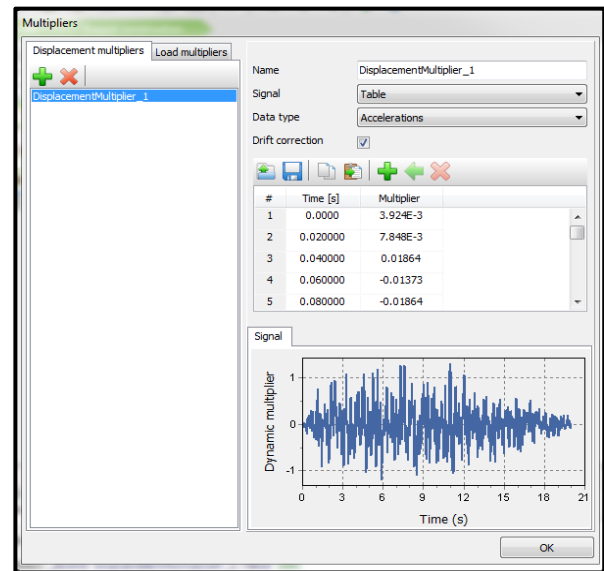 Multipliers
Displacement multipliers Load multipliers
DisplacementMultiplier_1
Name DisplacementMultiplier_1
Signal Table
Data type Accelerations
Drift correction
# Time [s] Multiplier
1 0.0000 3.924E-3
2 0.020000 7.848E-3
3 0.040000 0.01864
4 0.060000 -0.01373
5 0.080000 -0.01864
Signal
Dynamic multiplier
1
0
-1
0 3 6 9 12 15 18 21
Time (s)
OK